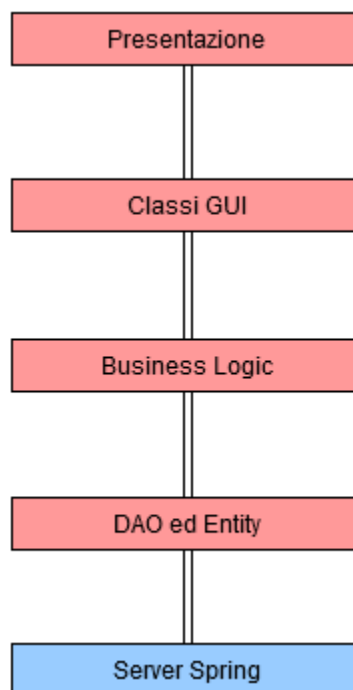 Presentazione
Classi GUI
Business Logic
DAO ed Entity
Server Spring